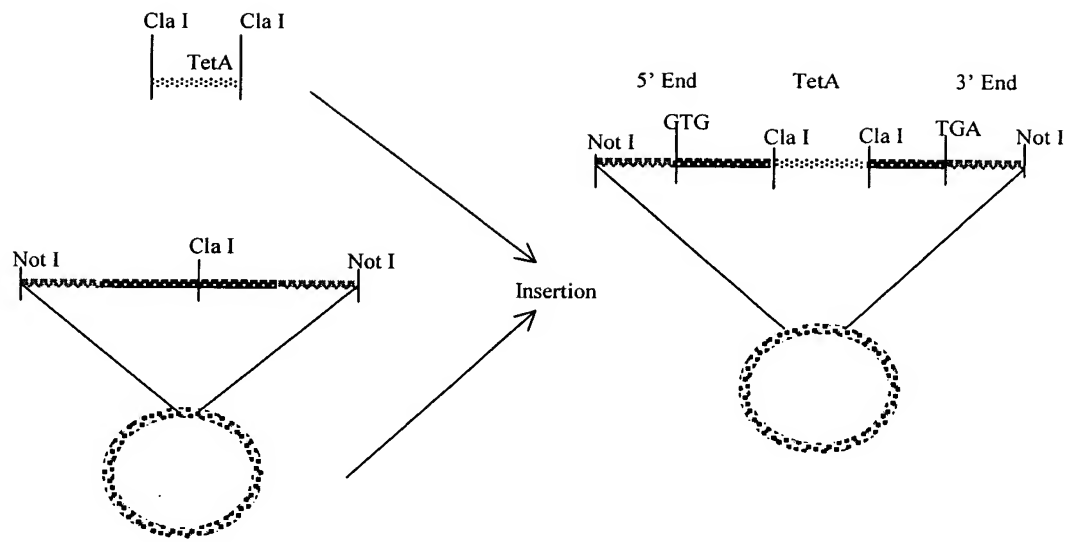 Cla I Cla I
TetA
5' End TetA 3' End
GTG
Not I Cla I Cla I TGA Not I
Not I Cla I Not I
Insertion